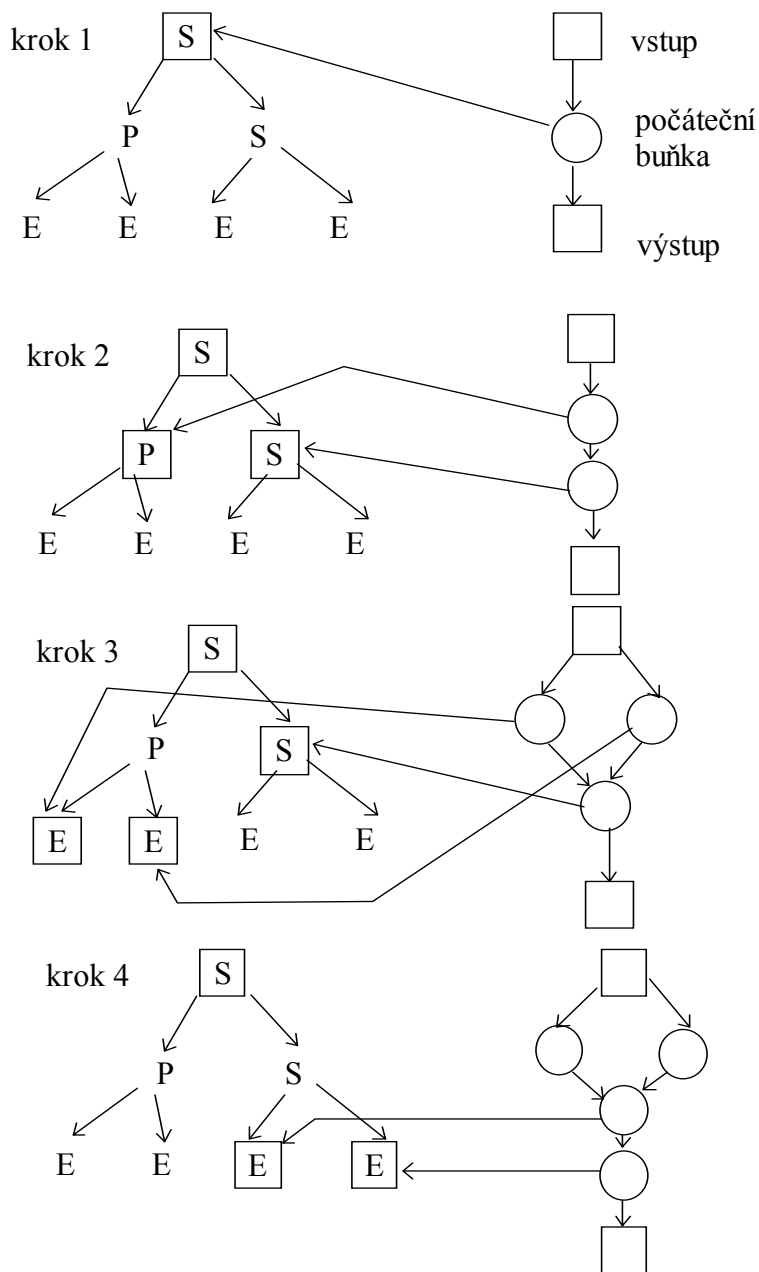 krok 1
S
vstup
P
S
počáteční
buňka
E E E E
výstup
krok 2
S
P
S
E E E E
krok 3
S
P
S
E E E E
krok 4
S
P
S
E E E E